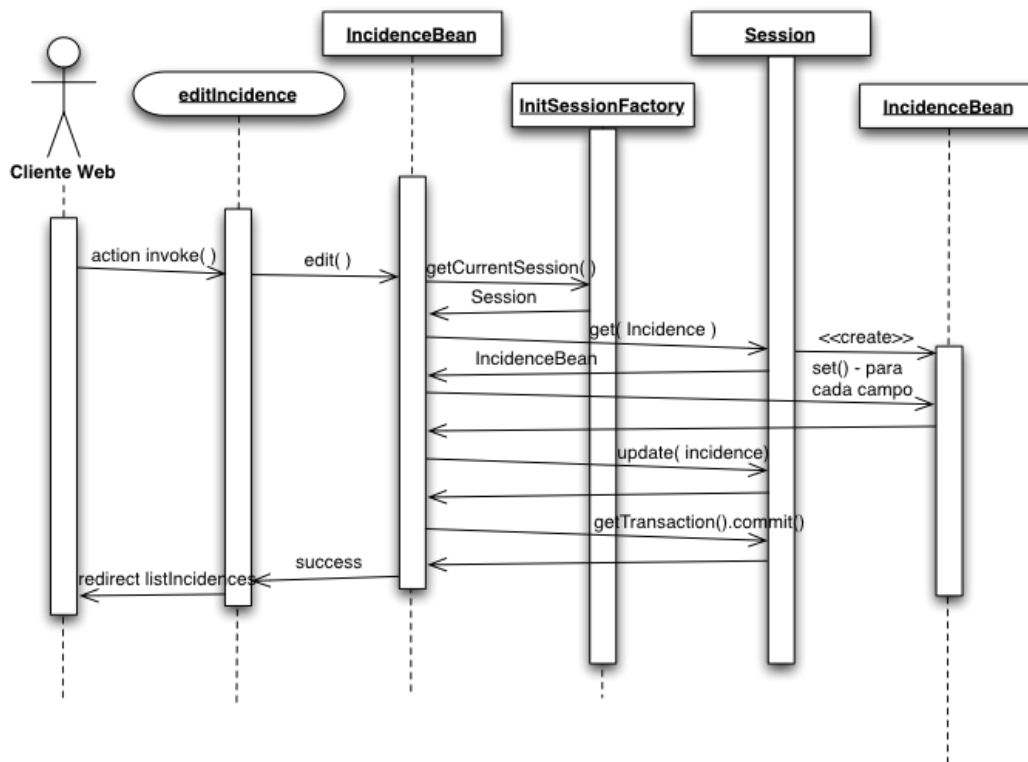 IncidenceBean
Session
editIncidence
InitSessionFactory
IncidenceBean
Cliente Web
action invoke( )
edit( )
getCurrentSession( )
Session
get( Incidence )
<<create>>
IncidenceBean
set() - para
cada campo
update( incidence)
getTransaction().commit()
success
redirect listIncidences